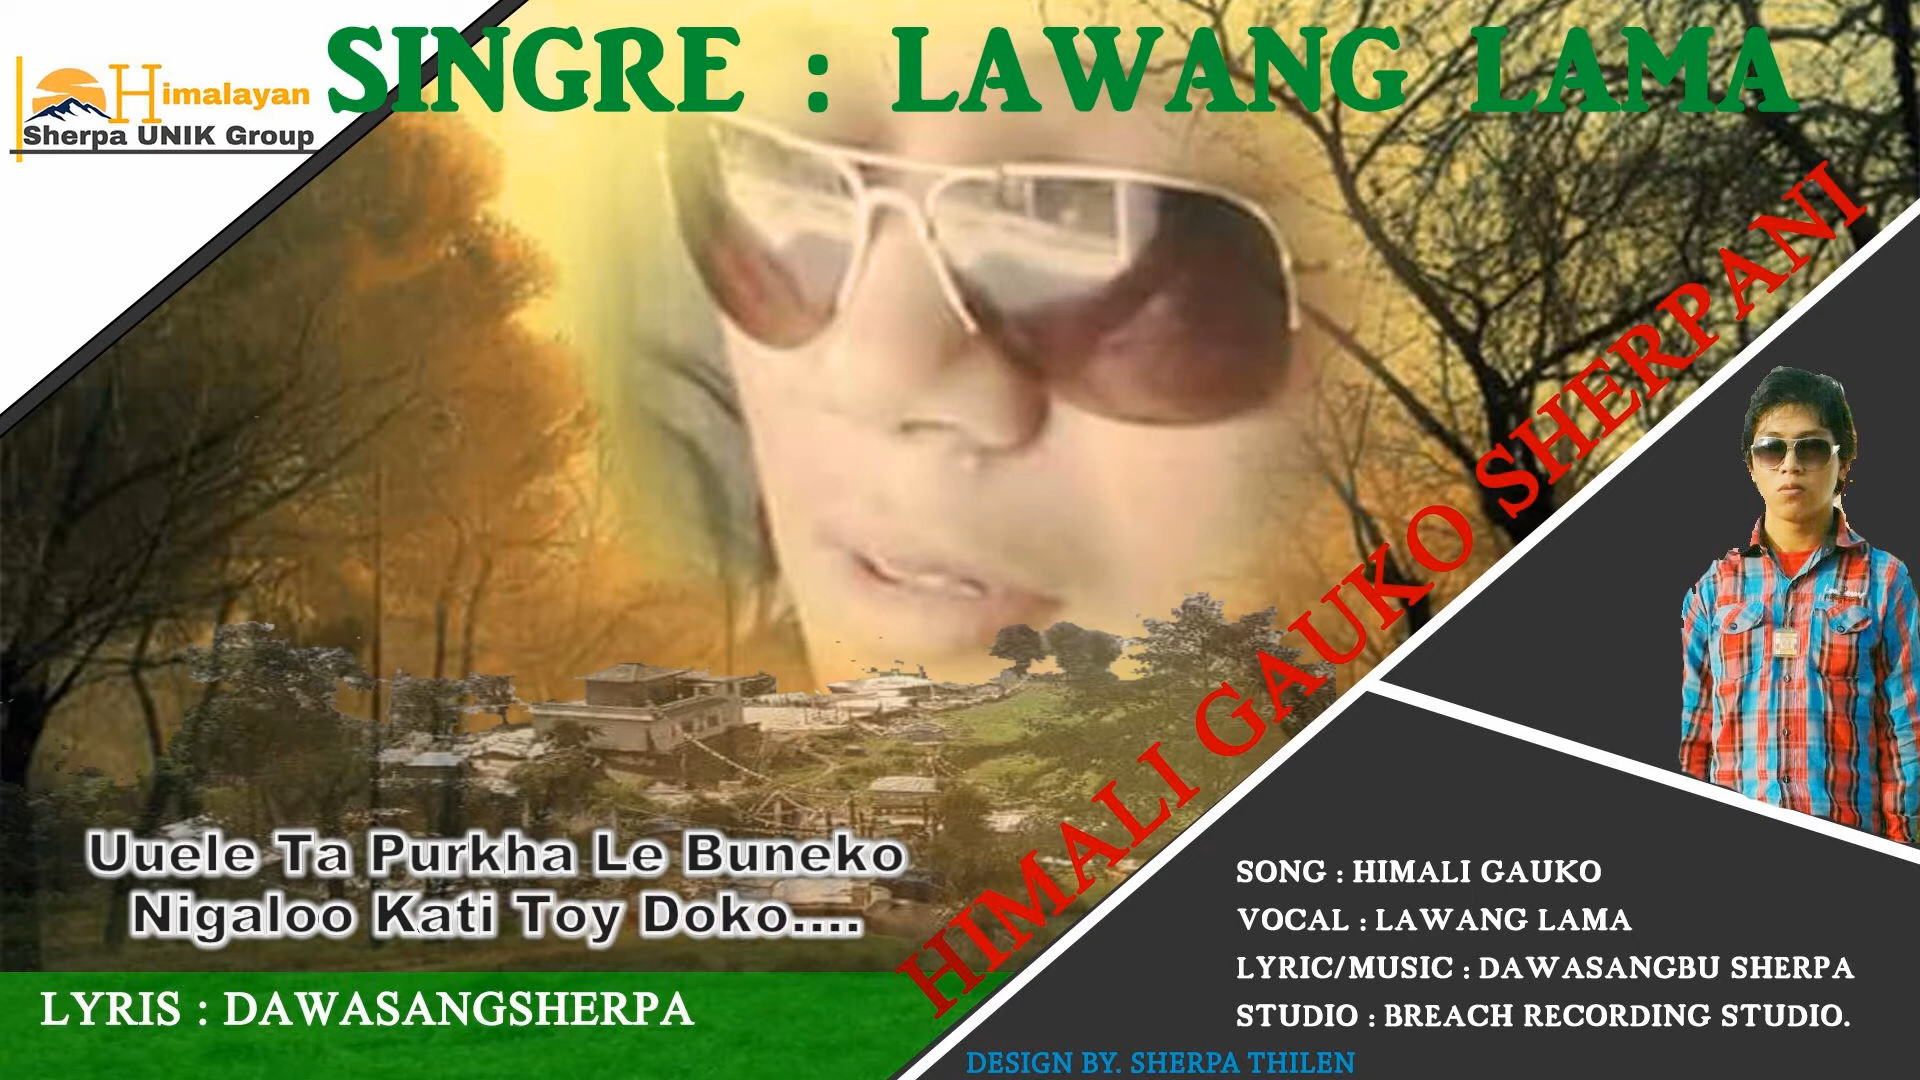 Himalayan
Sherpa UNIK Group
SINGRE : LAWANG LAMA
HIMALI GAUKO SHERPANI
Uuele Ta Purkha Le Buneko
Nigaloo Kati Toy Doko....
LYRIS : DAWASANGSHERPA
SONG : HIMALI GAUKO
VOCAL : LAWANG LAMA
LYRIC/MUSIC : DAWASANGBU SHERPA
STUDIO : BREACH RECORDING STUDIO.
DESIGN BY. SHERPA THILEN